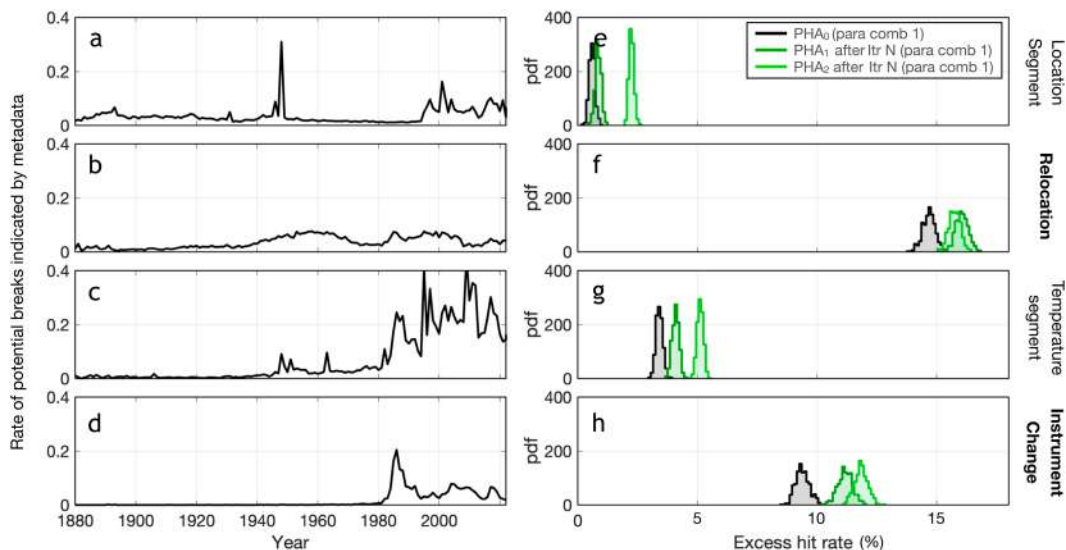 Rate of potential breaks indicated by metadata
0.4
0.2
0
a
0.4
0.2
0
b
0.4
0.2
0
c
0.4
0.2
0
d
1880 1900 1920 1940 1960 1980 2000
Year
pdf
400
200
0
e
PHA0 (para comb 1)
PHA1 after Itr N (para comb 1)
PHA2 after Itr N (para comb 1)
Location
Segment
pdf
400
200
0
f
Relocation
pdf
400
200
0
g
Temperature
segment
pdf
400
200
0
h
Instrument
Change
0 5 10 15
Excess hit rate (%)